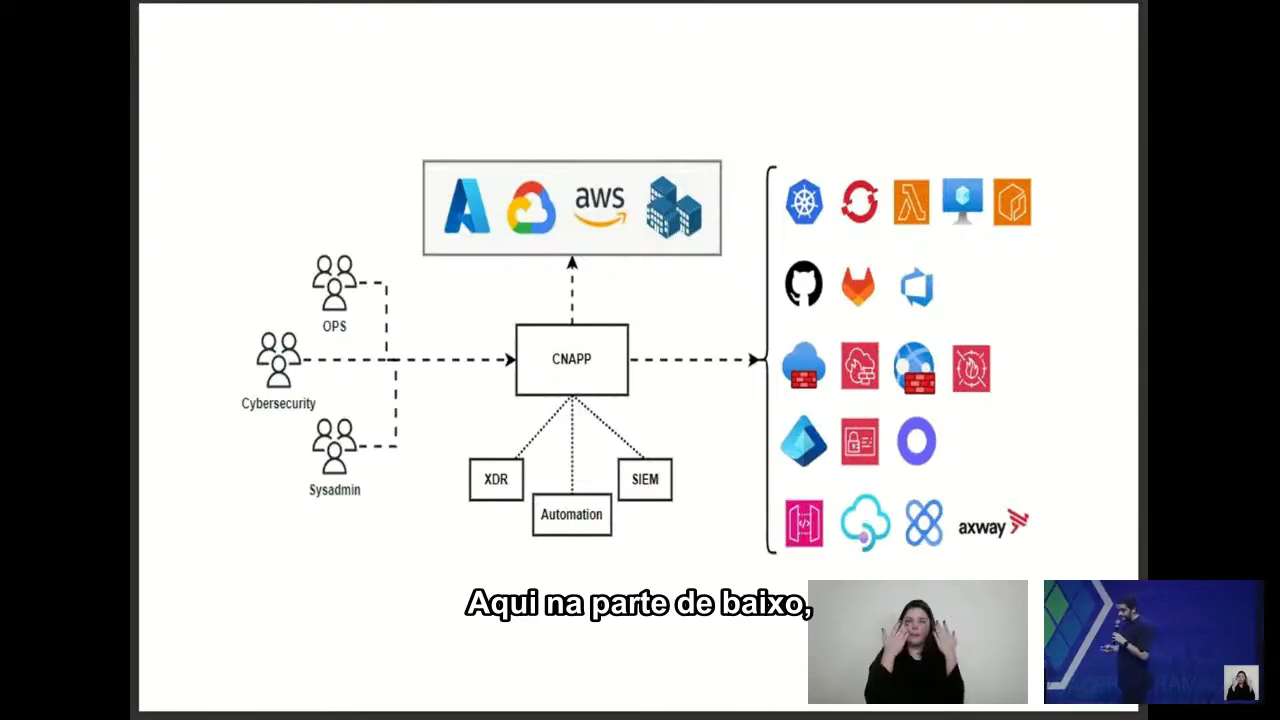 aws
OPS
Cybersecurity
Sysadmin
CNAPP
XDR
Automation
SIEM
axway
Aqui na parte de baixo,